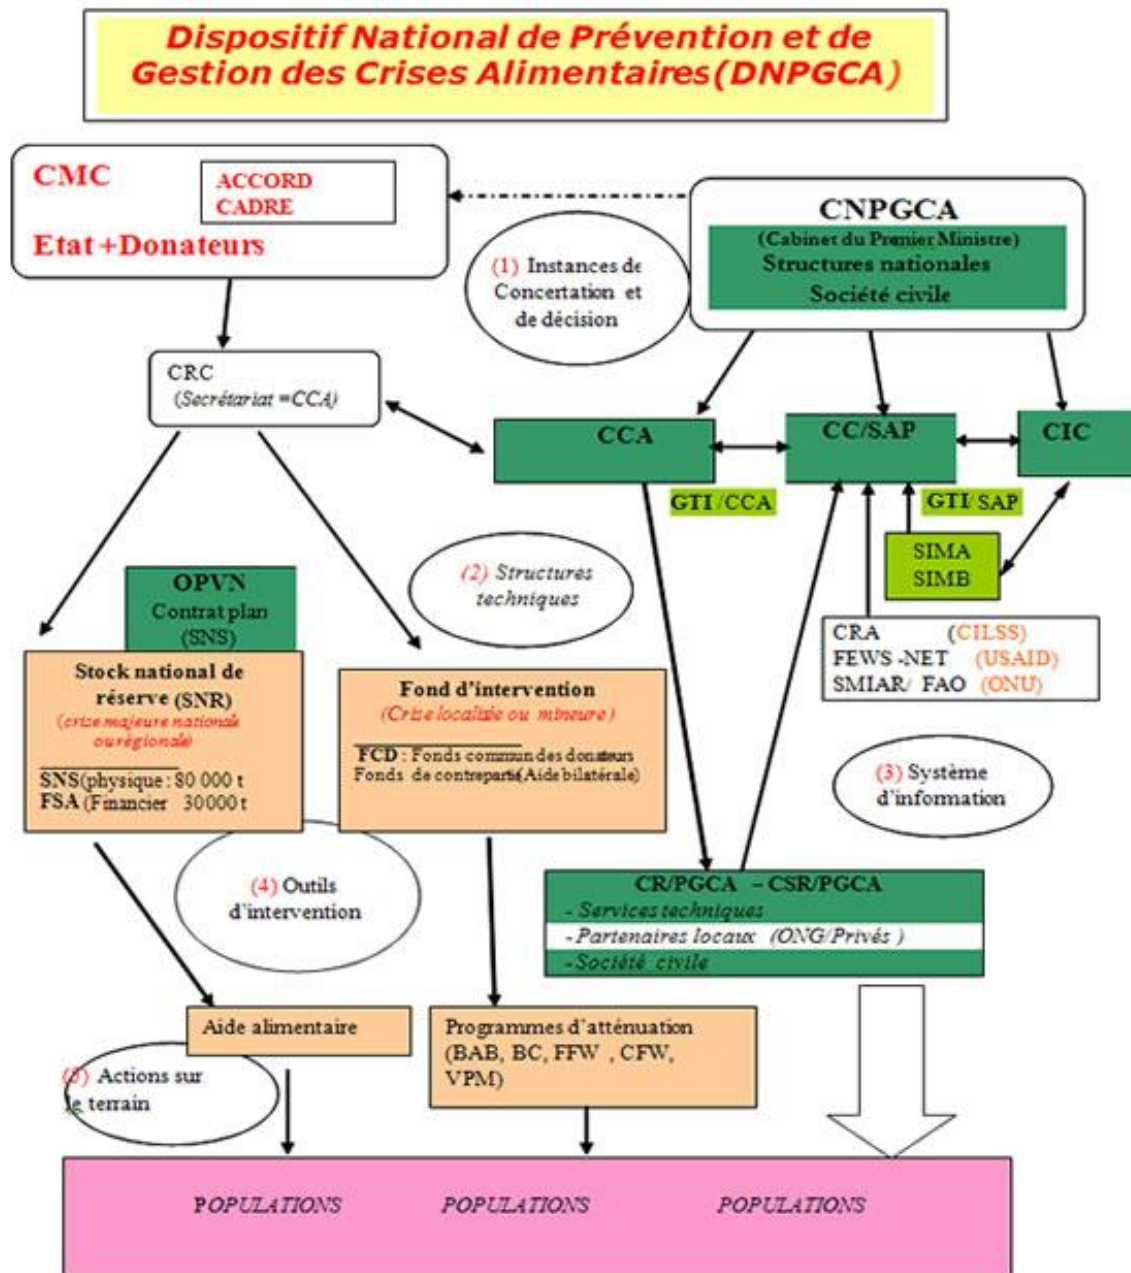 Dispositif National de Prévention et de
Gestion des Crises Alimentaires(DNPGCA)
CMC
ACCORD
CADRE
Etat +Donateurs
CNPGCA
(Cabinet du Premier Ministre)
Structures nationales
Société civile
(1) Instances de
Concertation et
de décision
CRC
(Secrétariat =CCA)
CCA
CC/SAP
CIC
GTI /CCA
GTI/ SAP
SIMA
SIMB
(2) Structures
techniques
OPVN
Contrat plan
(SNS)
CRA (CILSS)
FEWS -NET (USAID)
SMIAR/ FAO (ONU)
Stock national de
réserve (SNR)
(crize majeure nationale
ou régionale)
SNS(physique : 80 000 t
FSA (Financier 30000 t
Fond d'intervention
(Crize localisée ou mineure )
FCD : Fonds commun des donateurs
Fonds de contrepartie(Aide bilatérale)
(3) Système
d'information
(4) Outils
d'intervention
CR/PGCA – CSR/PGCA
- Services techniques
- Partenaires locaux (ONG/Privés )
- Société civile
Aide alimentaire
Programmes d'atténuation
(BAB, BC, FFW , CFW,
VPM)
(5) Actions sur
le terrain
POPULATIONS POPULATIONS POPULATIONS